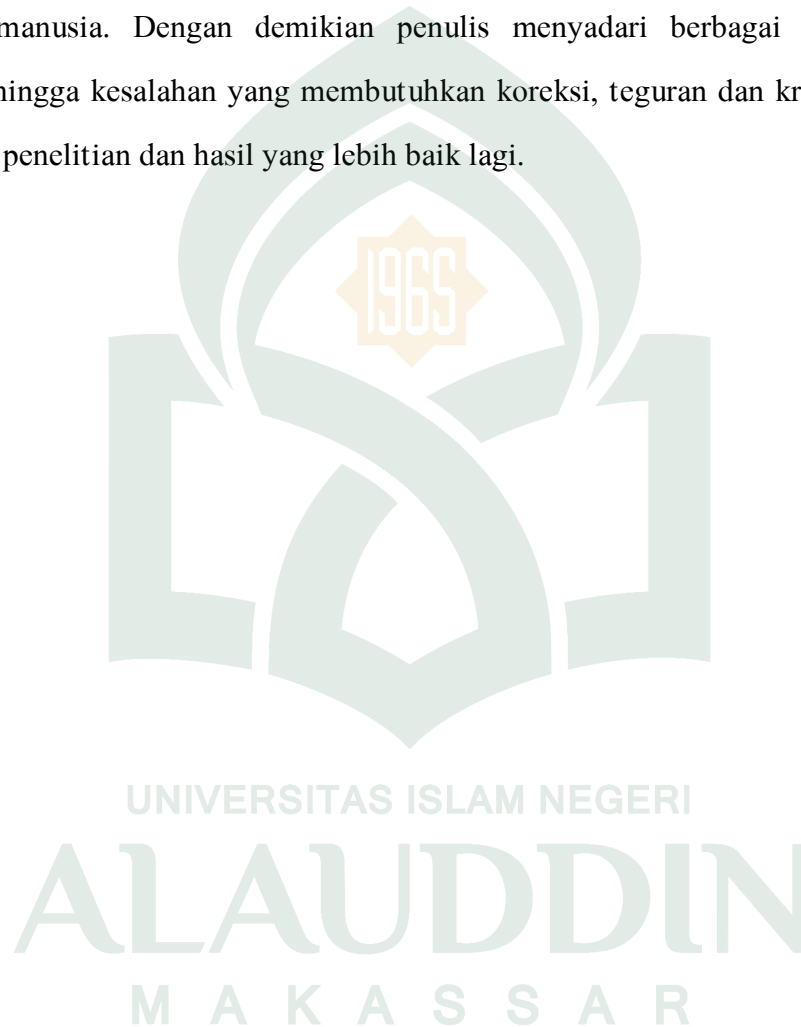 manusia. Dengan demikian penulis menyadari berbagai
hingga kesalahan yang membutuhkan koreksi, teguran dan
penelitian dan hasil yang lebih baik lagi.
1965
UNIVERSITAS ISLAM NEGERI
ALAUDDIN
MAKASSAR